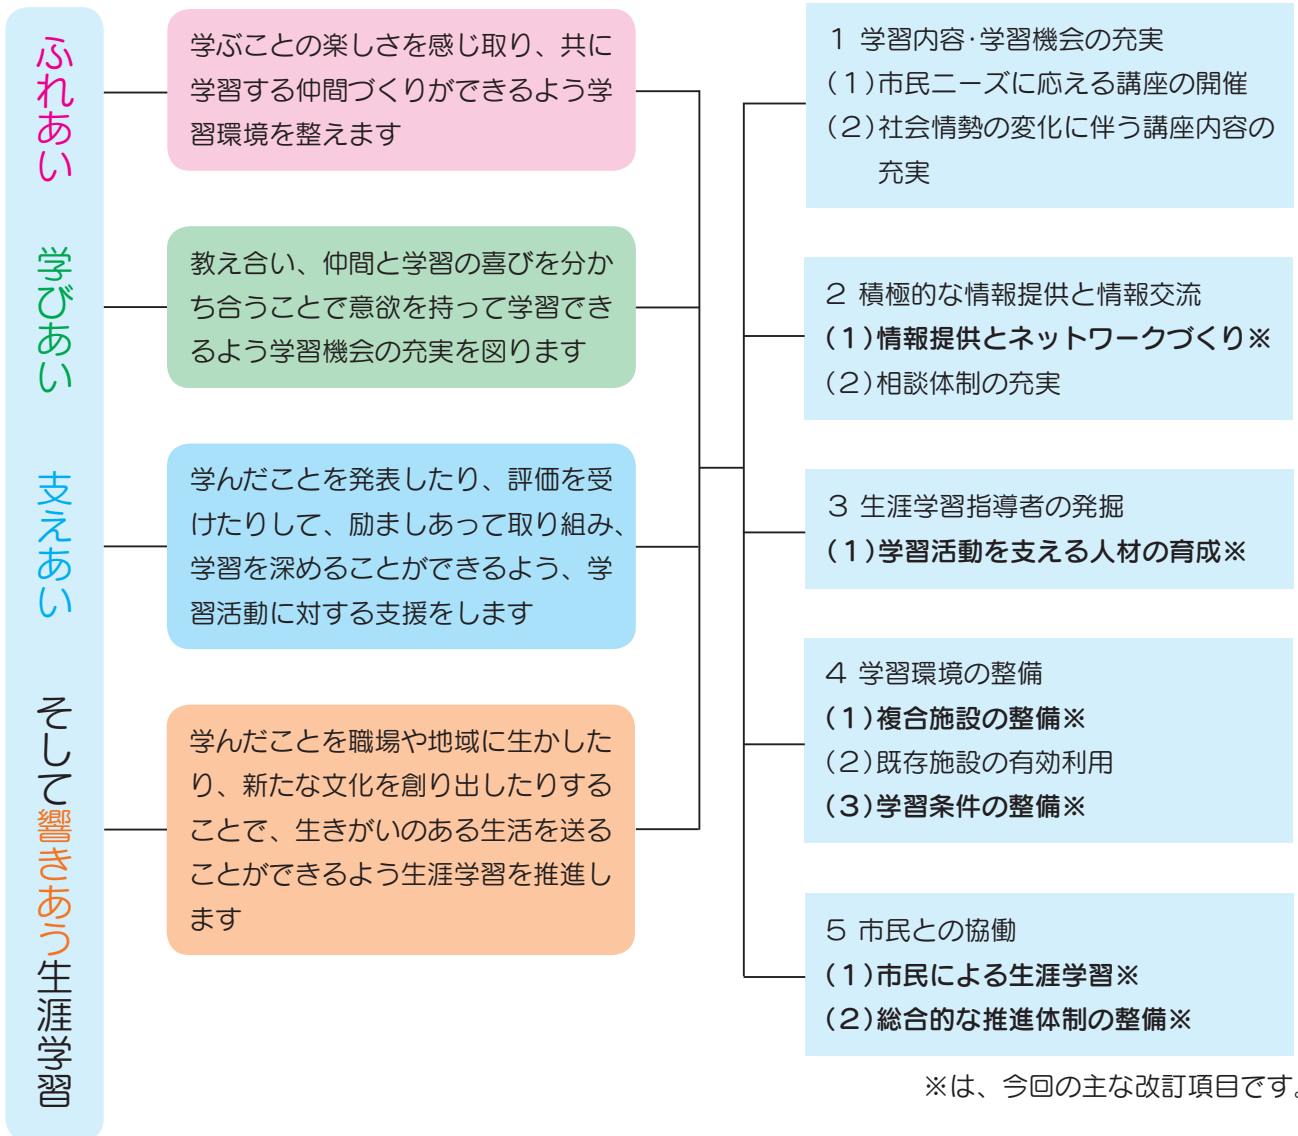 ふれあい
学びあい
支えあい
そして響きあう生涯学習
学ぶことの楽しさを感じ取り、共に
学習する仲間づくりができるよう学
習環境を整えます
教え合い、仲間と学習の喜びを分か
ち合うことで意欲を持って学習でき
るよう学習機会の充実を図ります
学んだことを発表したり、評価を受
けたりして、励ましあって取り組み、
学習を深めることができるよう、学
習活動に対する支援をします
学んだことを職場や地域に生かした
り、新たな文化を創り出したりする
ことで、生きがいのある生活を送る
ことができるよう生涯学習を推進し
ます
1 学習内容・学習機会の充実
(1)市民ニーズに応える講座の開催
(2)社会情勢の変化に伴う講座内容の
充実
2 積極的な情報提供と情報交流
(1)情報提供とネットワークづくり※
(2)相談体制の充実
3 生涯学習指導者の発掘
(1)学習活動を支える人材の育成※
4 学習環境の整備
(1)複合施設の整備※
(2)既存施設の有効利用
(3)学習条件の整備※
5 市民との協働
(1)市民による生涯学習※
(2)総合的な推進体制の整備※
※は、今回の主な改訂項目です。